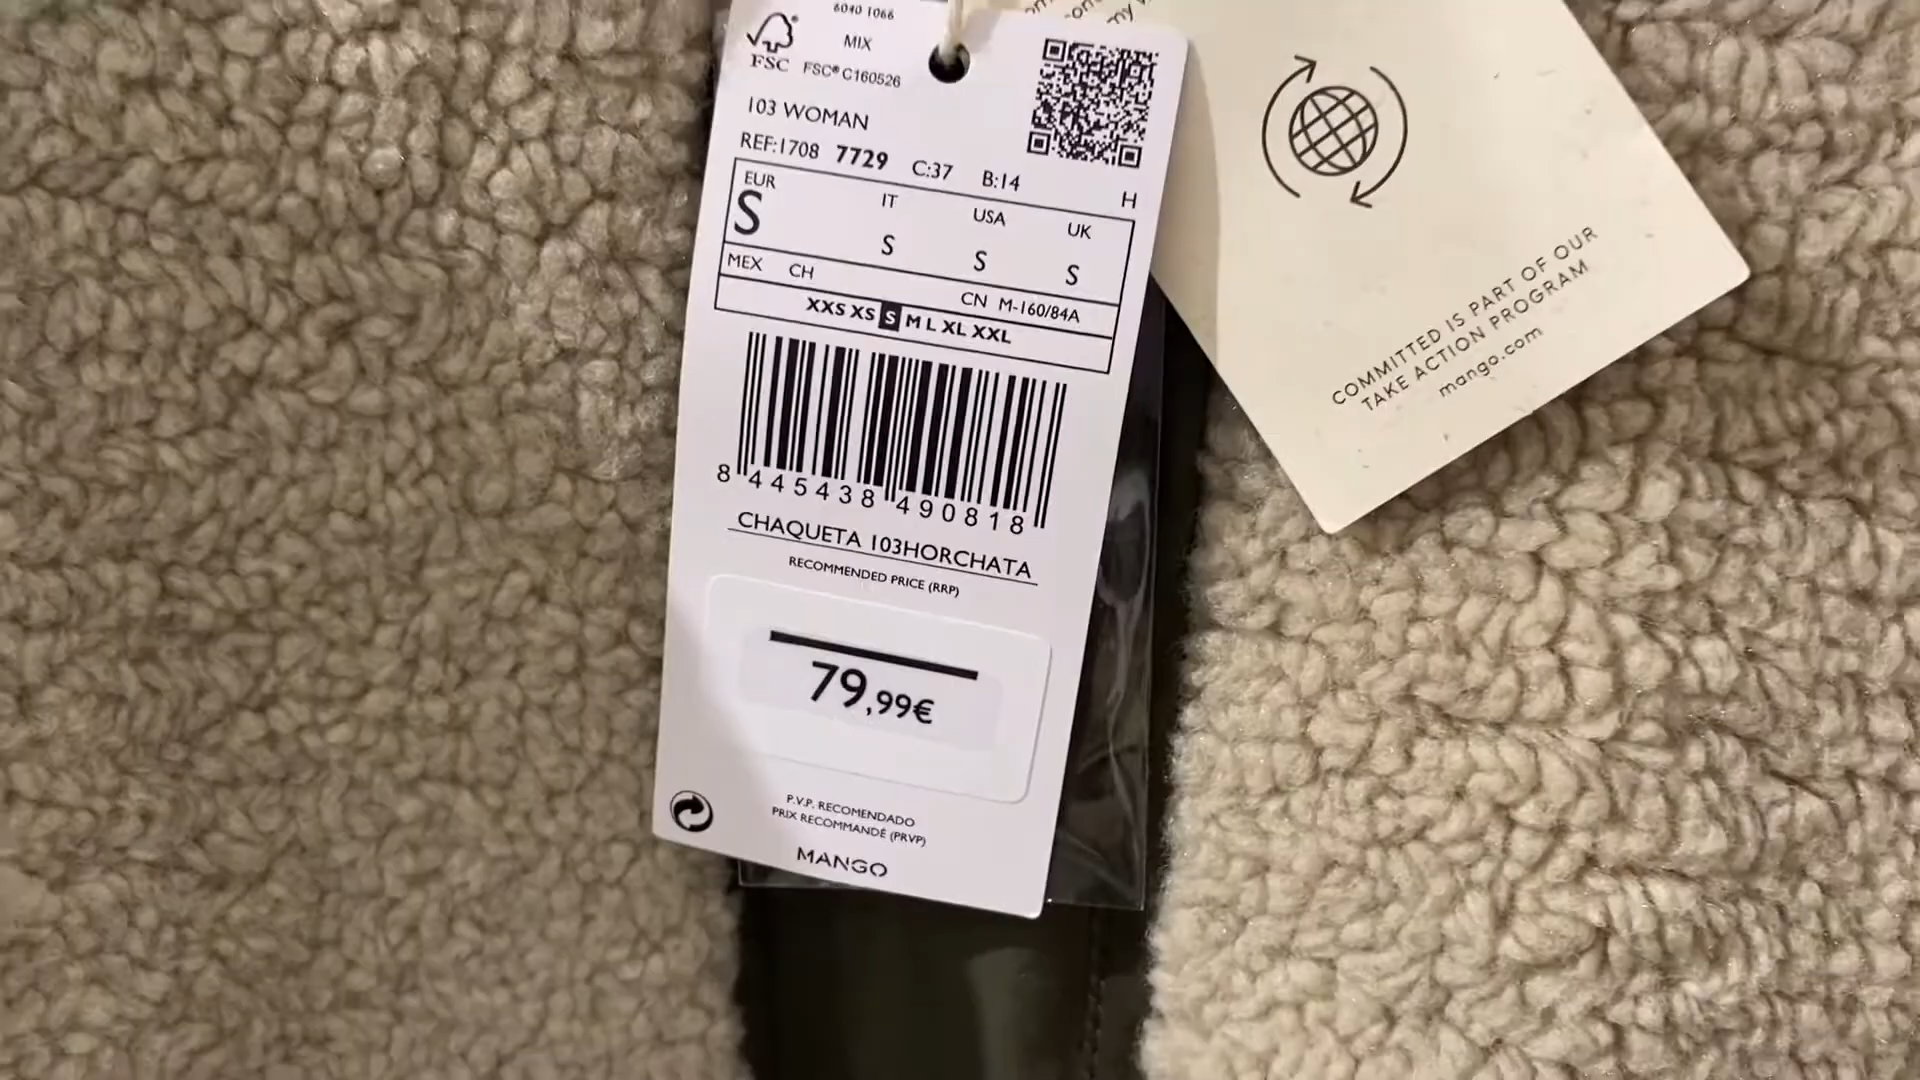 6040 1066
MIX
FSC FSC® C160526
103 WOMAN
REF:1708 7729 C:37 B:14
H
EUR IT USA UK
S S S S
MEX CH CN M-160/84A
XXS XS S M L XL XXL
8 445438 490818
CHAQUETA 103HORCHATA
RECOMMENDED PRICE (RRP)
79,99€
P.V.P. RECOMENDADO
PRIX RECOMMANDÉ (PRVP)
MANGO
COMMITTED IS PART OF OUR
TAKE ACTION PROGRAM
mango.com